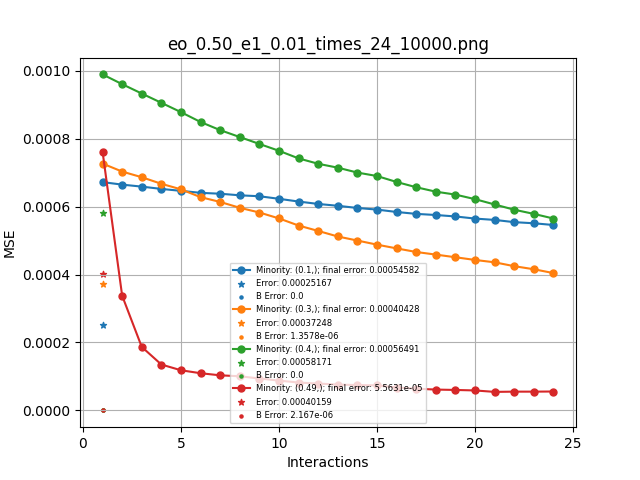 eo_0.50_e1_0.01_times_24_10000.png
0.0010
0.0008
0.0006
0.0004
0.0002
0.0000
MSE
Minority: (0.1,); final error: 0.00054582
Error: 0.00025167
B Error: 0.0
Minority: (0.3,); final error: 0.00040428
Error: 0.00037248
B Error: 1.3578e-06
Minority: (0.4,); final error: 0.00056491
Error: 0.00058171
B Error: 0.0
Minority: (0.49,); final error: 5.5631e-05
Error: 0.00040159
B Error: 2.167e-06
0 5 10 15 20 25
Interactions